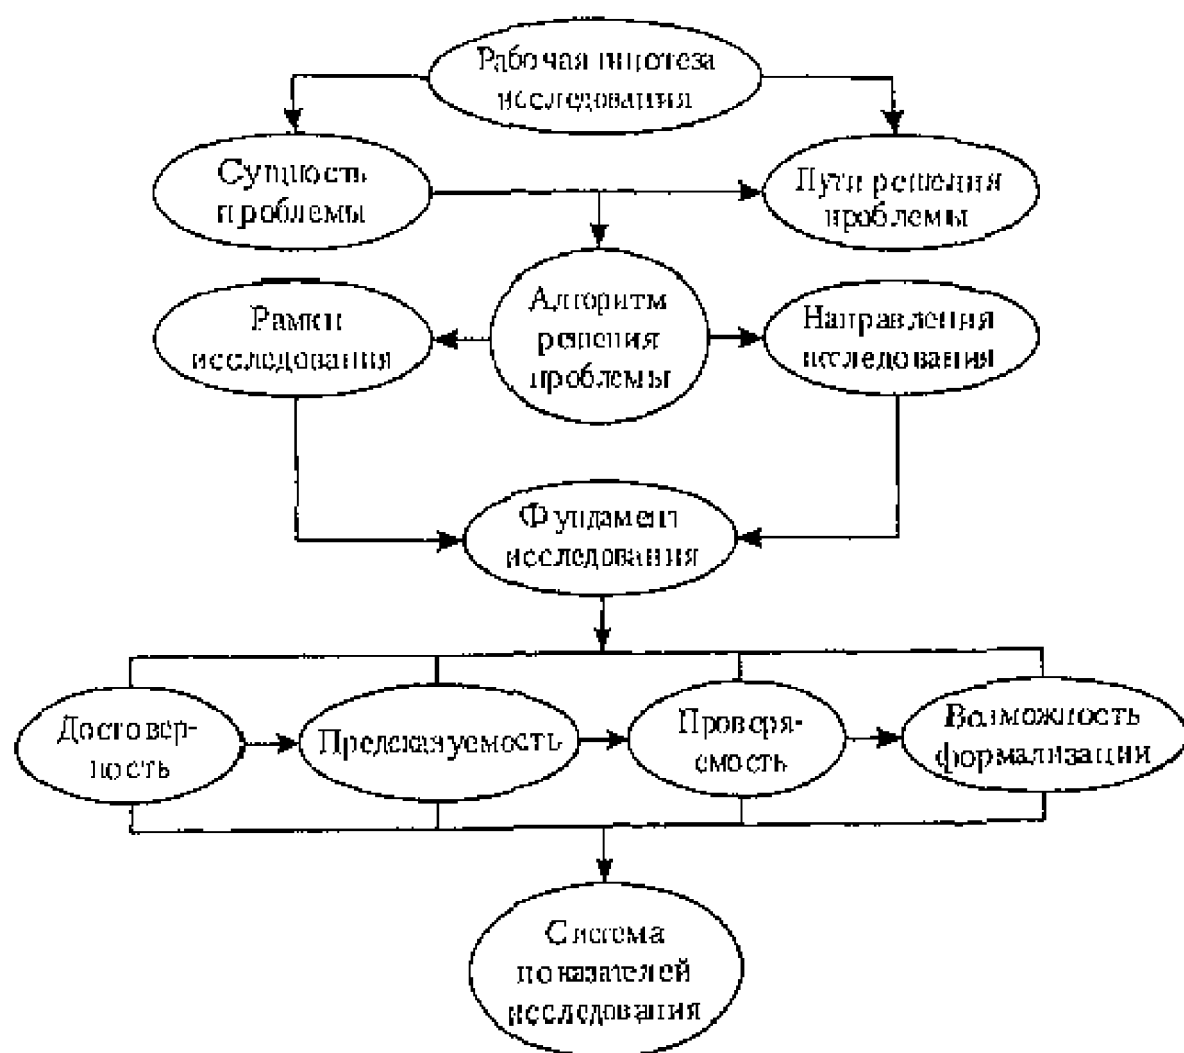 Рабочая гипотеза
исследования
Сущность
проблемы
Пути решения
проблемы
Алгоритм
решения
проблемы
Рамки
исследования
Направления
исследования
Фундамент
исследования
Достовер-
ность
Предсказуемость
Проверя-
емость
Возможность
формализации
Система
показателей
исследования